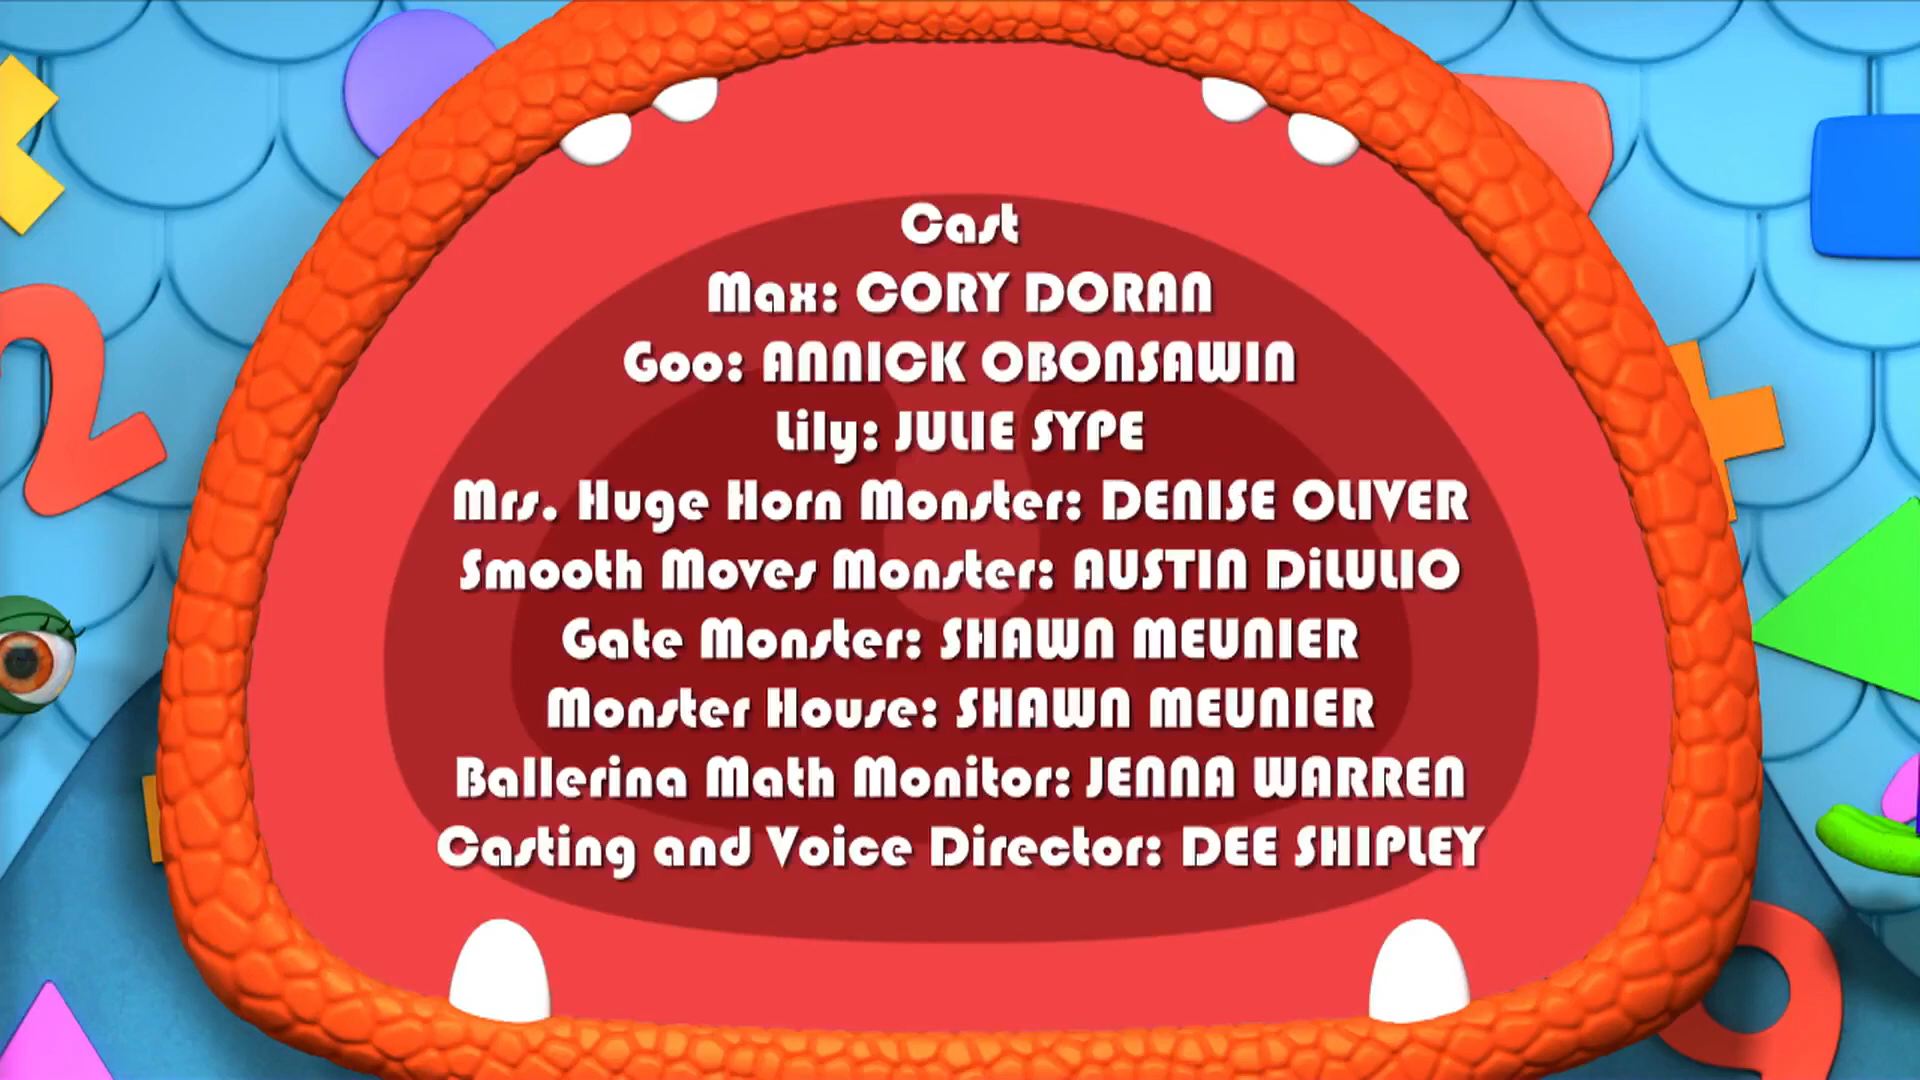 Cast
Max: CORY DORAN
Goo: ANNICK OBONSAWIN
Lily: JULIE SYPE
Mrs. Huge Horn Monster: DENISE OLIVER
Smooth Moves Monster: AUSTIN DiLULIO
Gate Monster: SHAWN MEUNIER
Monster House: SHAWN MEUNIER
Ballerina Math Monitor: JENNA WARREN
Casting and Voice Director: DEE SHIPLEY
2
9